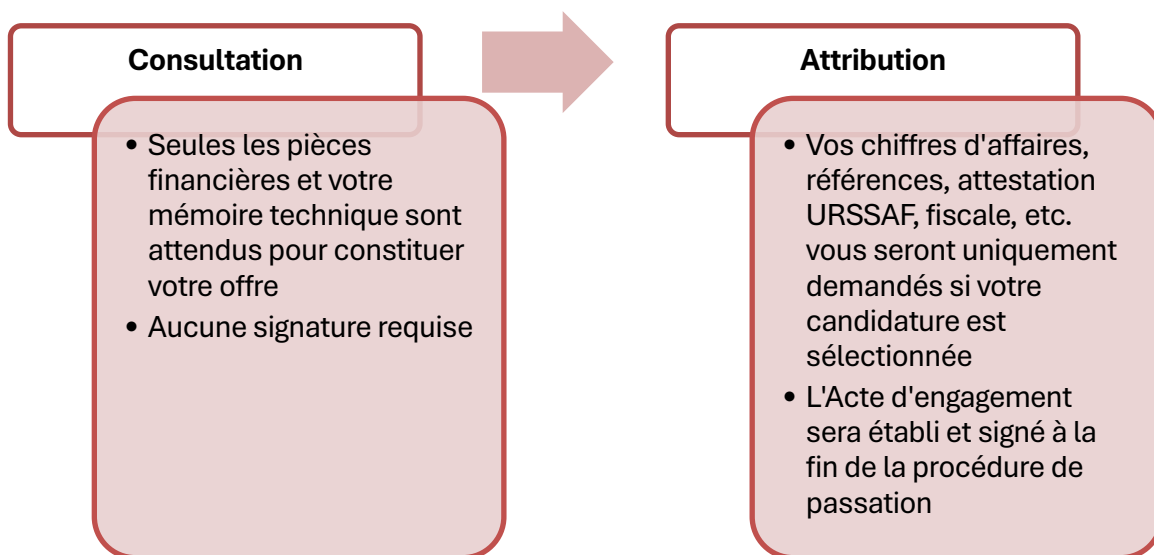 Consultation
• Seules les pièces
financières et votre
mémoire technique sont
attendus pour constituer
votre offre
• Aucune signature requise
Attribution
• Vos chiffres d'affaires,
références, attestation
URSSAF, fiscale, etc.
vous seront uniquement
demandés si votre
candidature est
sélectionnée
• L'Acte d'engagement
sera établi et signé à la
fin de la procédure de
passation